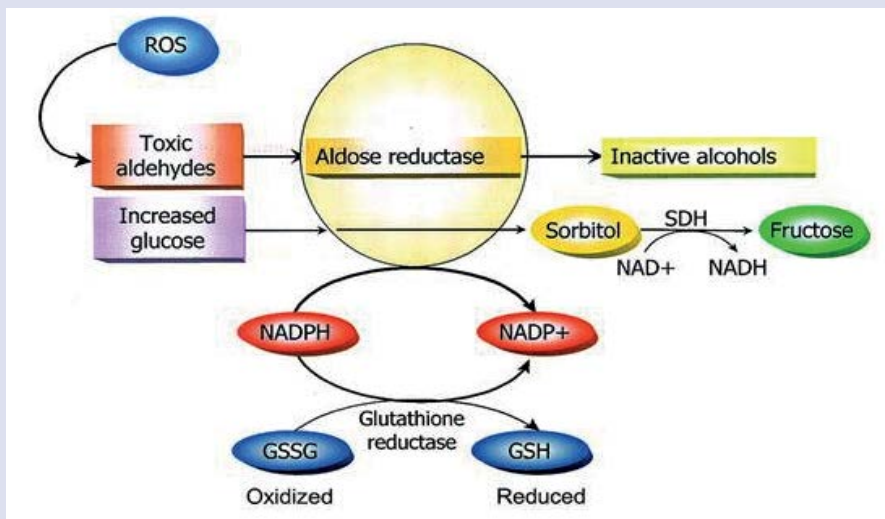 ROS
Toxic
aldehydes
Aldose reductase
Inactive alcohols
Increased
glucose
Sorbitol
SDH
Fructose
NAD+
NADH
NADPH
NADP+
Glutathione
reductase
GSSG
GSH
Oxidized
Reduced